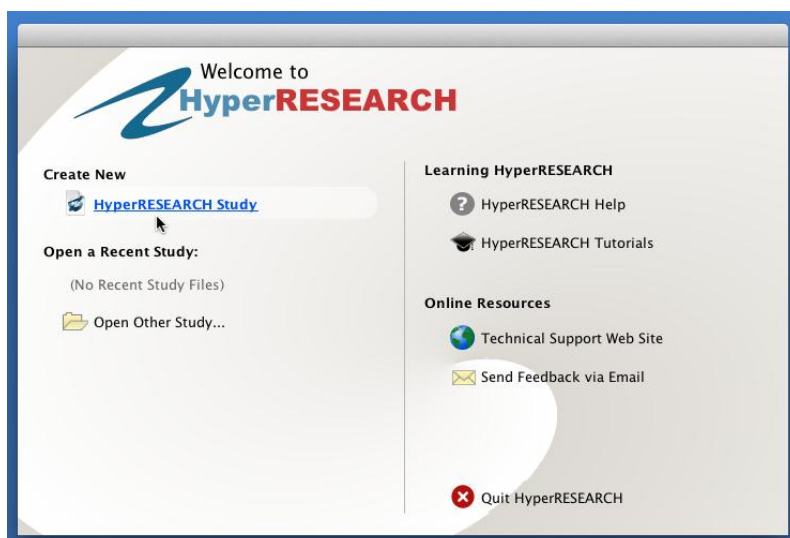 Welcome to
HyperRESEARCH
Create New
HyperRESEARCH Study
Open a Recent Study:
(No Recent Study Files)
Open Other Study...
Learning HyperRESEARCH
HyperRESEARCH Help
HyperRESEARCH Tutorials
Online Resources
Technical Support Web Site
Send Feedback via Email
Quit HyperRESEARCH